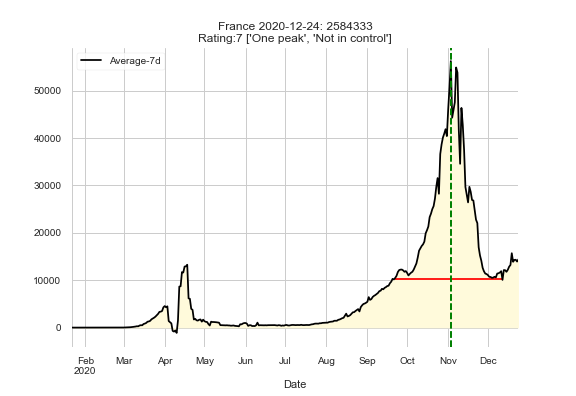 France 2020-12-24: 2584333
Rating:7 ['One peak', 'Not in control']
Average-7d
50000
40000
30000
20000
10000
0
Feb Mar Apr May Jun Jul Aug Sep Oct Nov Dec
2020
Date